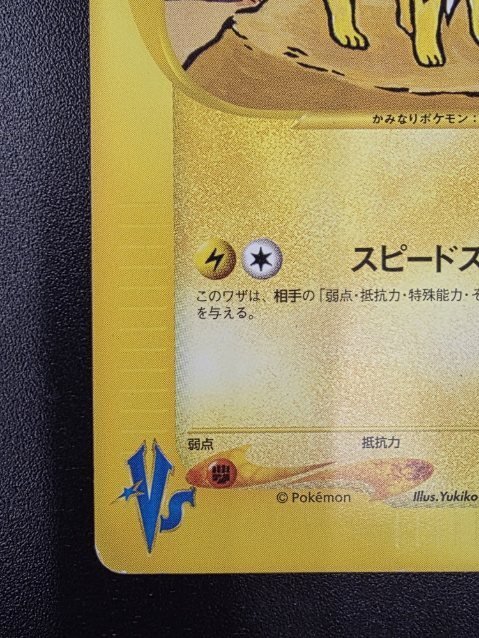 かみなりポケモン：
スピードス
このワザは、相手の「弱点・抵抗力・特殊能力・そ
を与える。
弱点
抵抗力
© Pokémon
Illus.Yukiko
VS